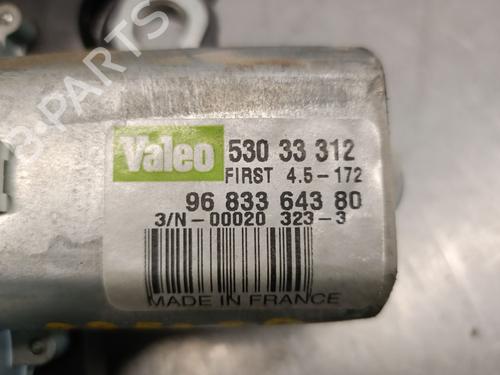 Valeo 530 33 312
FIRST 4.5-172
96 833 643 80
3/N-00020 323-3
MADE IN FRANCE
B-PARTS